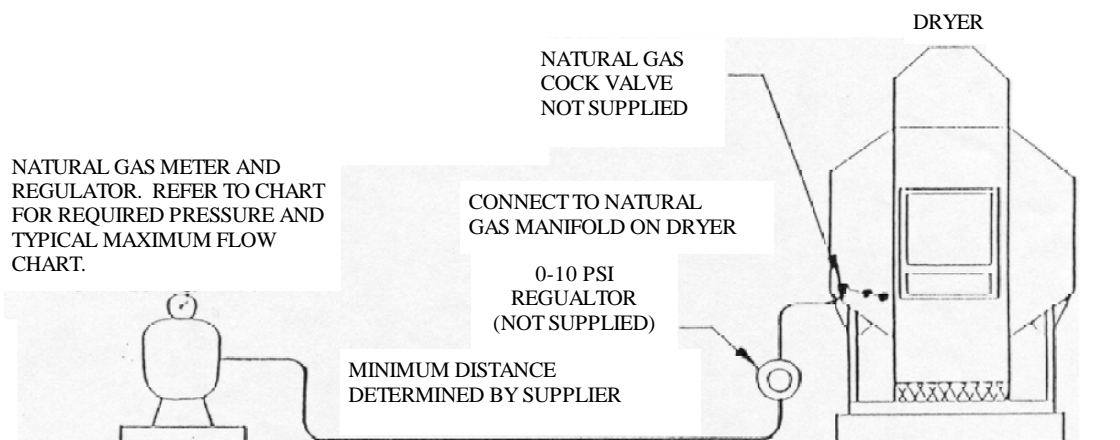 DRYER
NATURAL GAS
COCK VALVE
NOT SUPPLIED
NATURAL GAS METER AND
REGULATOR.  REFER TO CHART
FOR REQUIRED PRESSURE AND
TYPICAL MAXIMUM FLOW
CHART.
CONNECT TO NATURAL
GAS MANIFOLD ON DRYER
0-10 PSI
REGUALTOR
(NOT SUPPLIED)
MINIMUM DISTANCE
DETERMINED BY SUPPLIER